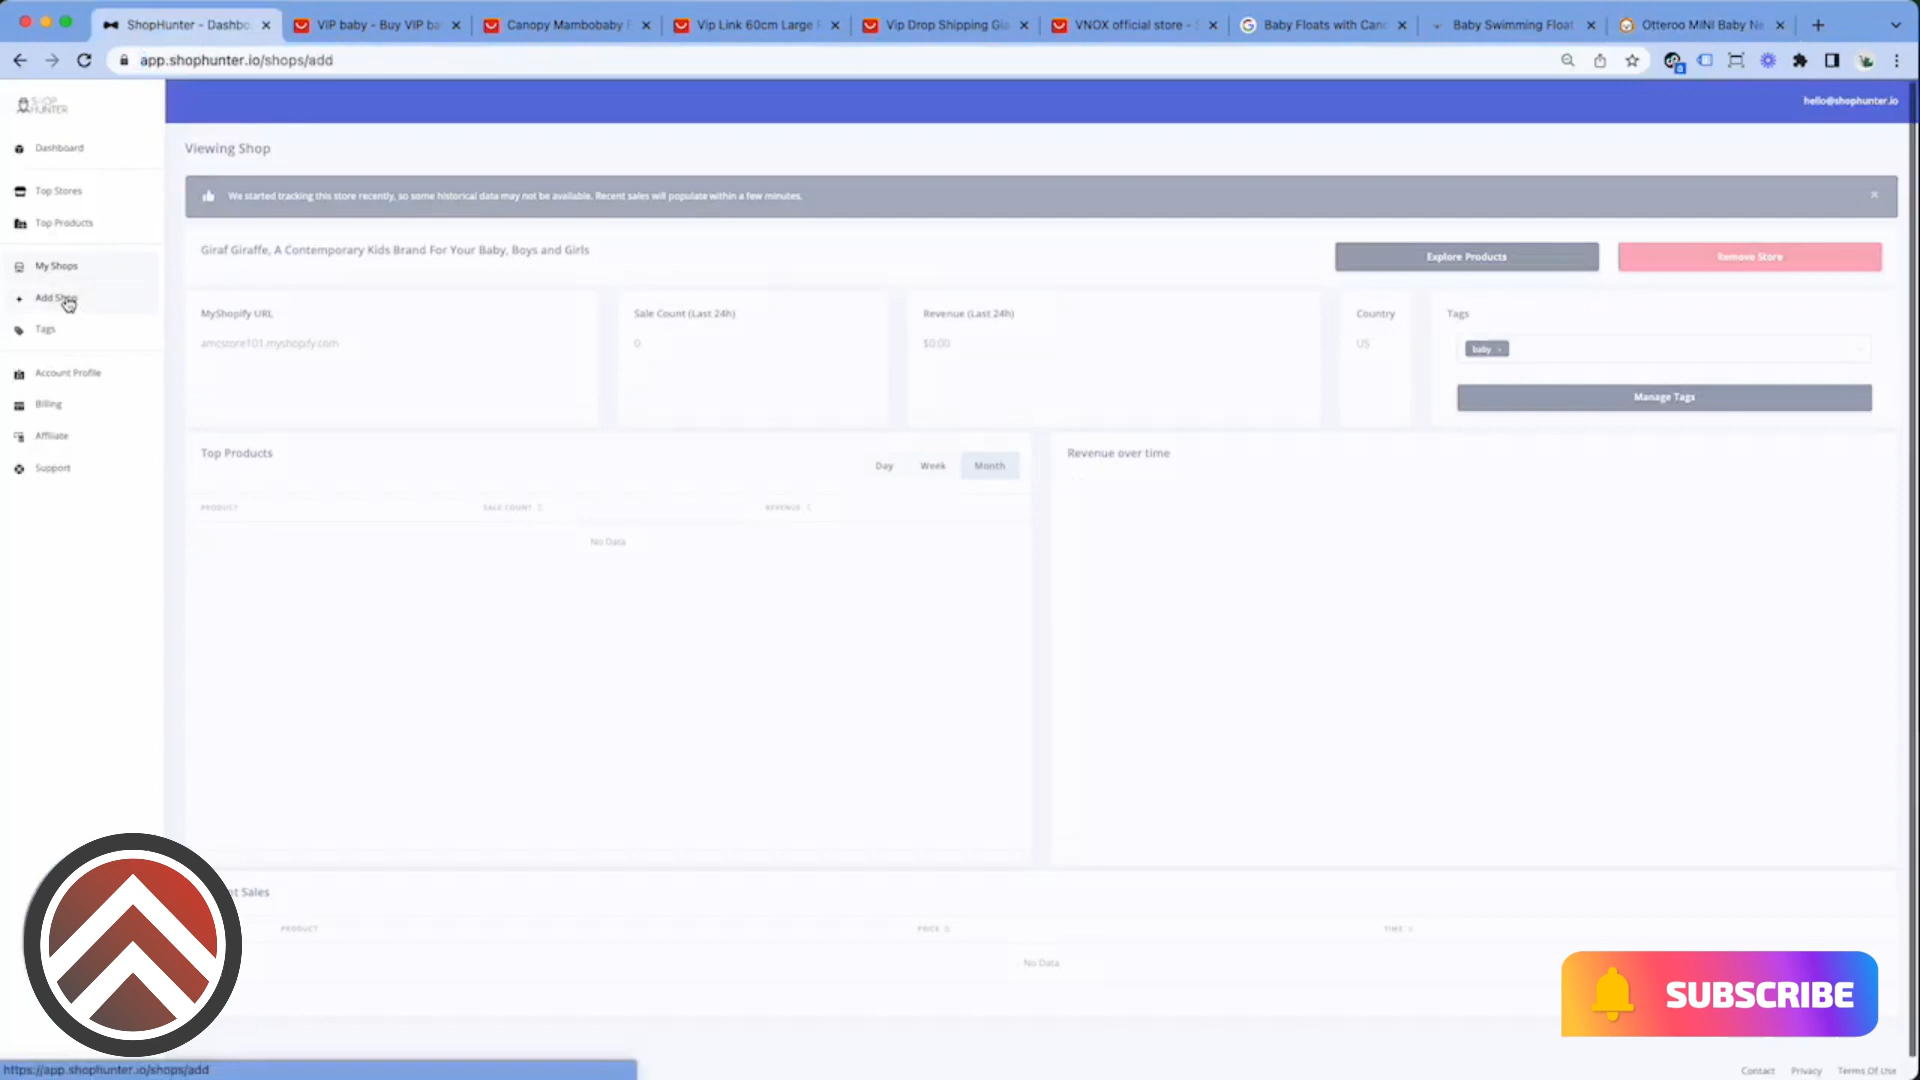 ShopHunter - Dashbo
VIP baby - Buy VIP ba
Canopy Mambobaby F
Vip Link 60cm Large F
Vip Drop Shipping Gia
VNOX official store - S
Baby Floats with Cano
Baby Swimming Float
Otteroo MINI Baby Ne
app.shophunter.io/shops/add
SHOP
HUNTER
hello@shophunter.io
Dashboard
Top Stores
Top Products
My Shops
Add Shop
Tags
Account Profile
Billing
Affiliate
Support
Viewing Shop
We started tracking this store recently, so some historical data may not be available. Recent sales will populate within a few minutes.
Giraf Giraffe, A Contemporary Kids Brand For Your Baby, Boys and Girls
Explore Products
Remove Store
MyShopify URL
amcstore101.myshopify.com
Sale Count (Last 24h)
0
Revenue (Last 24h)
$0.00
Country
US
Tags
baby
Manage Tags
Top Products
Day
Week
Month
PRODUCT
SALE COUNT
REVENUE
No Data
Revenue over time
nt Sales
PRODUCT
PRICE
TIME
No Data
SUBSCRIBE
https://app.shophunter.io/shops/add
Contact
Privacy
Terms Of Use